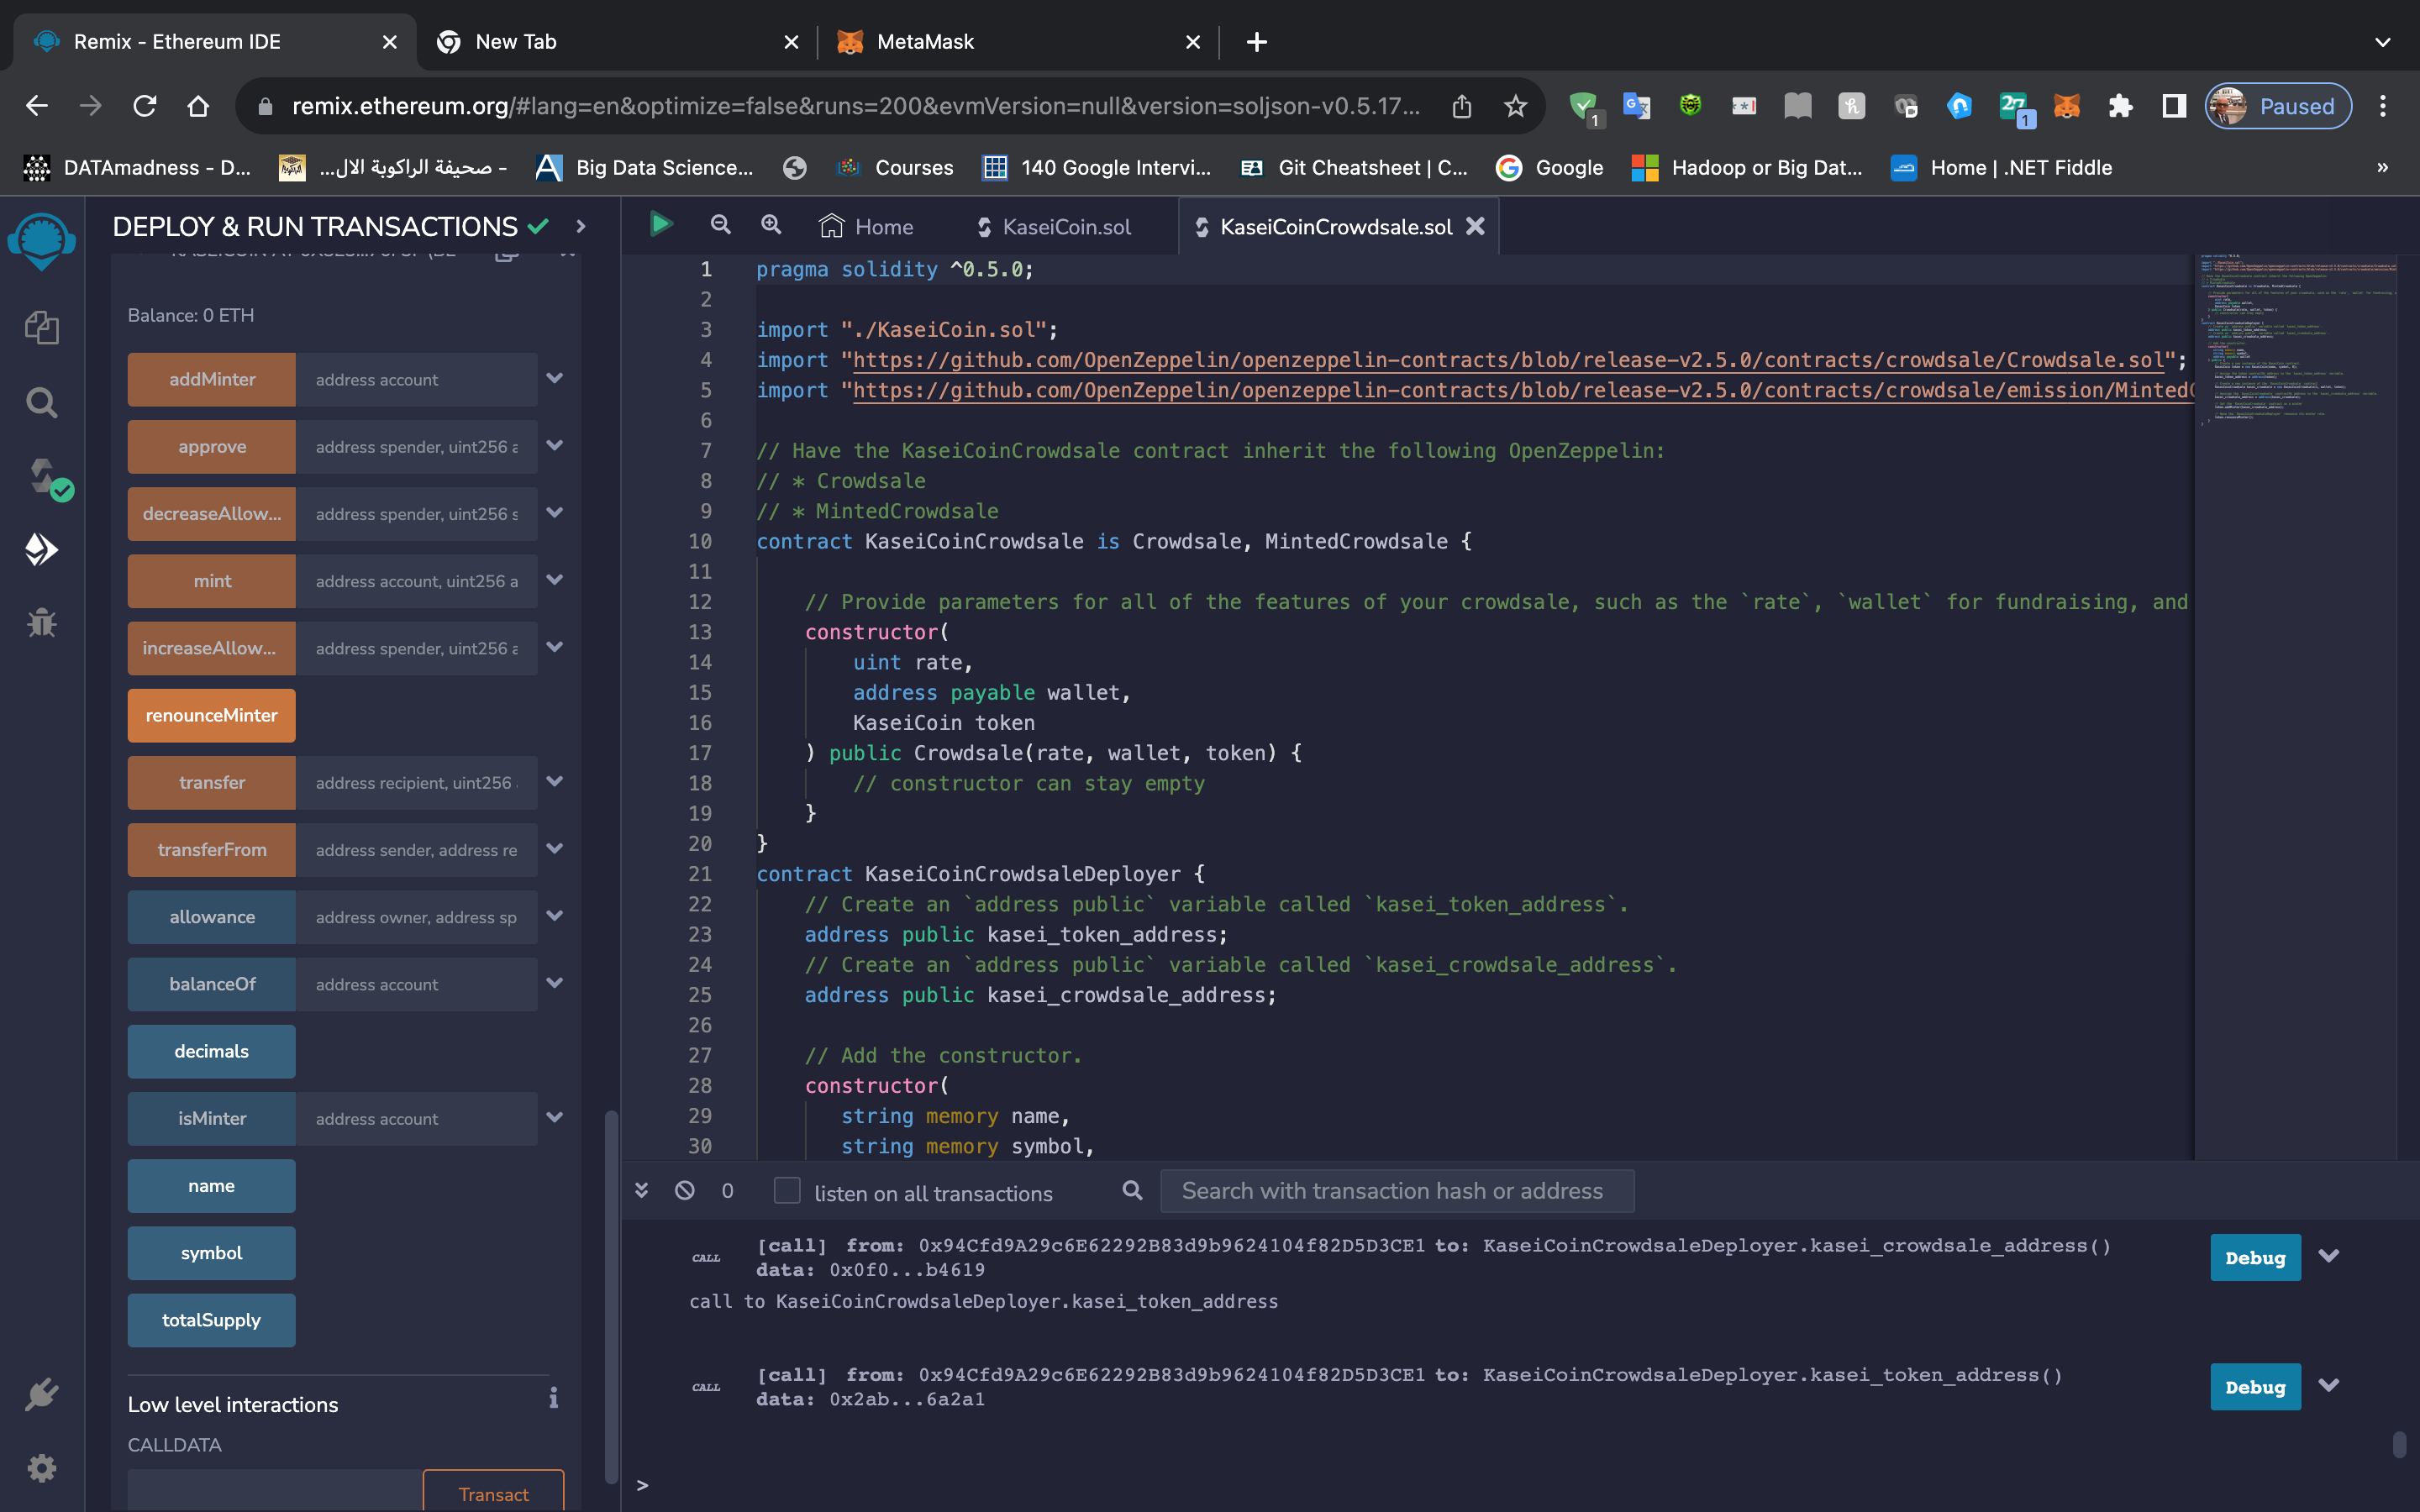 Remix - Ethereum IDE
New Tab
MetaMask
remix.ethereum.org/#lang=en&optimize=false&runs=200&evmVersion=null&version=soljson-v0.5.17...
1
27
1
Paused
DATAmadness - D...
صحيفة الراكوبة الال... -
Big Data Science...
Courses
140 Google Intervi...
Git Cheatsheet | C...
Google
Hadoop or Big Dat...
Home | .NET Fiddle
»
DEPLOY & RUN TRANSACTIONS
Balance: 0 ETH
addMinter address account
approve address spender, uint256 a
decreaseAllow... address spender, uint256 s
mint address account, uint256 a
increaseAllow... address spender, uint256 a
renounceMinter
transfer address recipient, uint256
transferFrom address sender, address re
allowance address owner, address sp
balanceOf address account
decimals
isMinter address account
name
symbol
totalSupply
Low level interactions
CALLDATA
Transact
Home
KaseiCoin.sol
KaseiCoinCrowdsale.sol
1 pragma solidity ^0.5.0;
2
3 import "./KaseiCoin.sol";
4 import "https://github.com/OpenZeppelin/openzeppelin-contracts/blob/release-v2.5.0/contracts/crowdsale/Crowdsale.sol";
5 import "https://github.com/OpenZeppelin/openzeppelin-contracts/blob/release-v2.5.0/contracts/crowdsale/emission/MintedC
6
7 // Have the KaseiCoinCrowdsale contract inherit the following OpenZeppelin:
8 // * Crowdsale
9 // * MintedCrowdsale
10 contract KaseiCoinCrowdsale is Crowdsale, MintedCrowdsale {
11
12 // Provide parameters for all of the features of your crowdsale, such as the `rate`, `wallet` for fundraising, and
13 constructor(
14 uint rate,
15 address payable wallet,
16 KaseiCoin token
17 ) public Crowdsale(rate, wallet, token) {
18 // constructor can stay empty
19 }
20 }
21 contract KaseiCoinCrowdsaleDeployer {
22 // Create an `address public` variable called `kasei_token_address`.
23 address public kasei_token_address;
24 // Create an `address public` variable called `kasei_crowdsale_address`.
25 address public kasei_crowdsale_address;
26
27 // Add the constructor.
28 constructor(
29 string memory name,
30 string memory symbol,
0
listen on all transactions
Search with transaction hash or address
CALL [call] from: 0x94Cfd9A29c6E62292B83d9b9624104f82D5D3CE1 to: KaseiCoinCrowdsaleDeployer.kasei_crowdsale_address()
data: 0x0f0...b4619
Debug
call to KaseiCoinCrowdsaleDeployer.kasei_token_address
CALL [call] from: 0x94Cfd9A29c6E62292B83d9b9624104f82D5D3CE1 to: KaseiCoinCrowdsaleDeployer.kasei_token_address()
data: 0x2ab...6a2a1
Debug
>